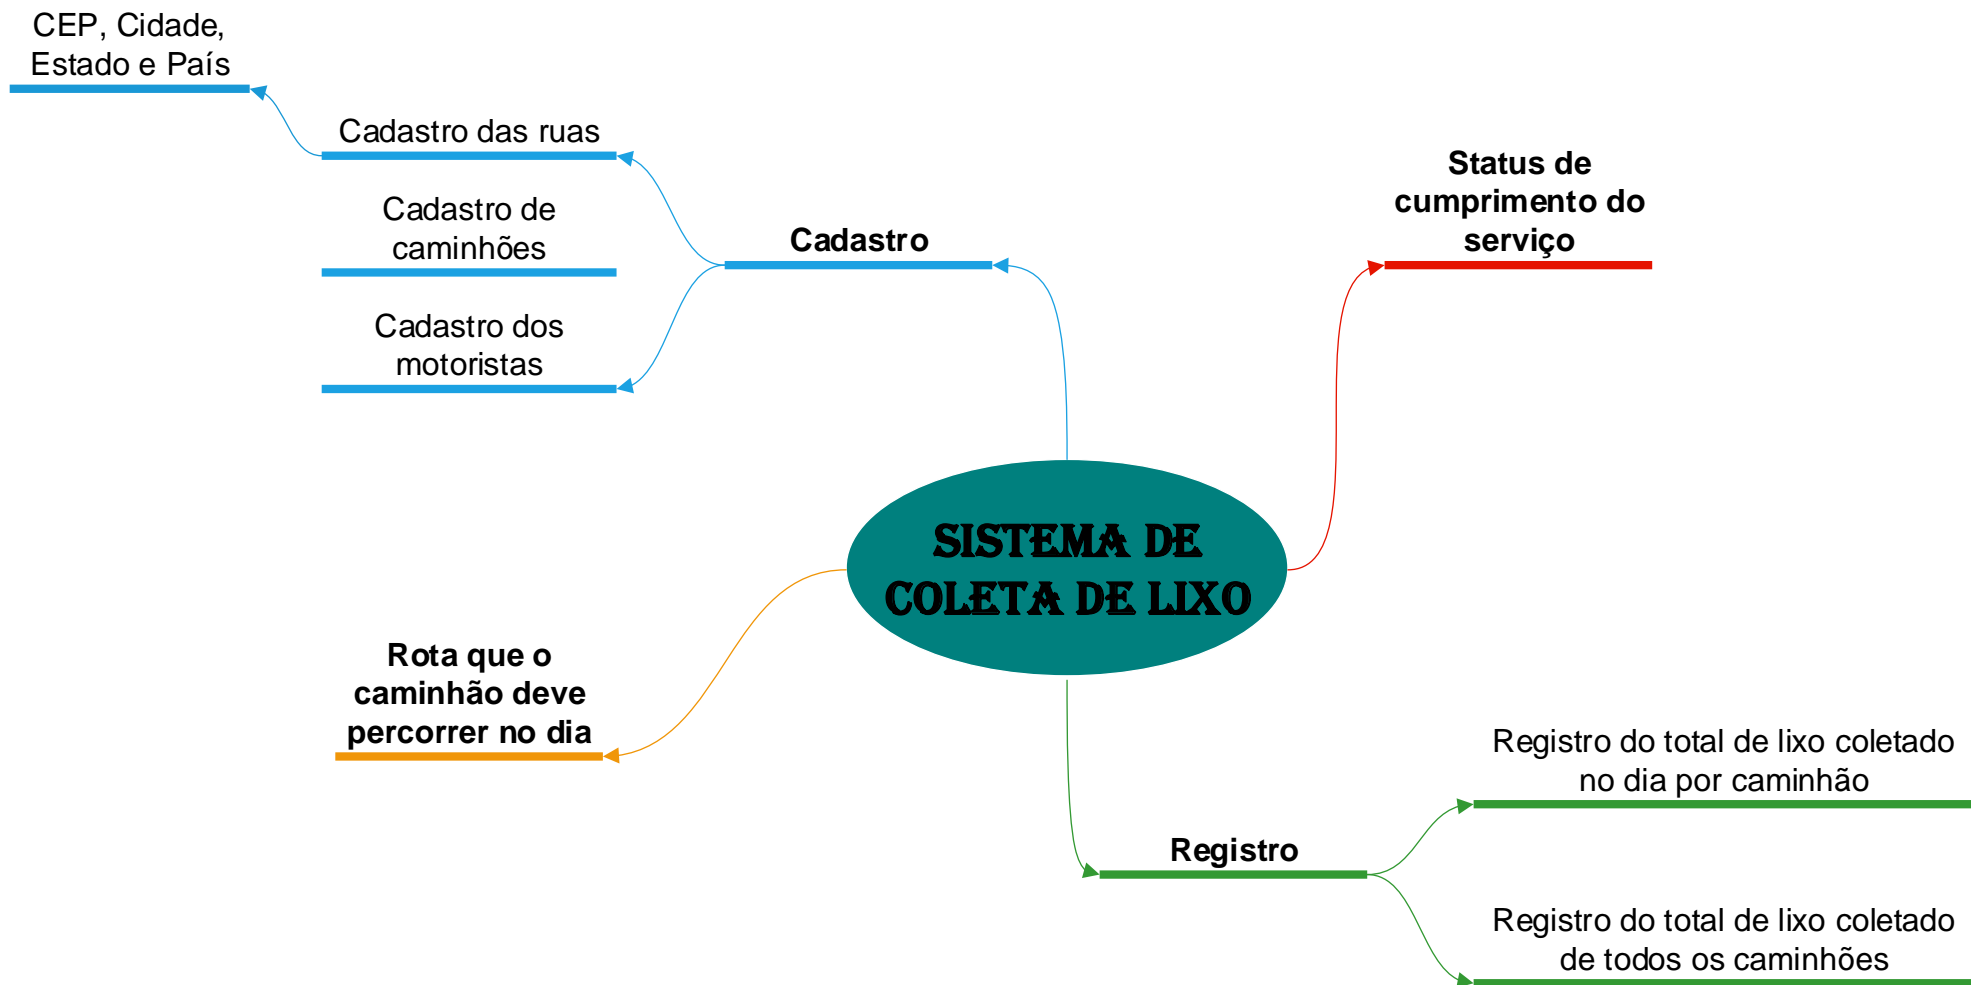 CEP, Cidade,
Estado e País
Cadastro das ruas
Cadastro de
caminhões
Cadastro dos
motoristas
Cadastro
Status de
cumprimento do
serviço
SISTEMA DE
COLETA DE LIXO
Rota que o
caminhão deve
percorrer no dia
Registro
Registro do total de lixo coletado
no dia por caminhão
Registro do total de lixo coletado
de todos os caminhões